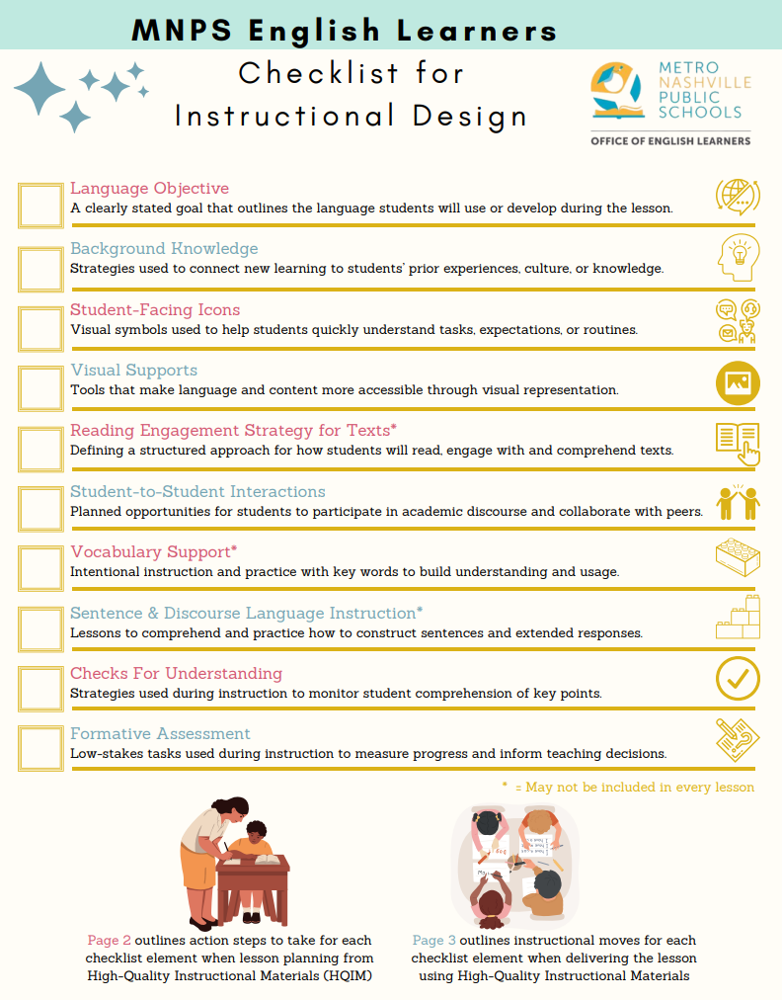 MNPS English Learners
Checklist for
Instructional Design
METRO
NASHVILLE
PUBLIC
SCHOOLS
OFFICE OF ENGLISH LEARNERS
Language Objective
A clearly stated goal that outlines the language students will use or develop during the lesson.
Background Knowledge
Strategies used to connect new learning to students' prior experiences, culture, or knowledge.
Student-Facing Icons
Visual symbols used to help students quickly understand tasks, expectations, or routines.
Visual Supports
Tools that make language and content more accessible through visual representation.
Reading Engagement Strategy for Texts*
Defining a structured approach for how students will read, engage with and comprehend texts.
Student-to-Student Interactions
Planned opportunities for students to participate in academic discourse and collaborate with peers.
Vocabulary Support*
Intentional instruction and practice with key words to build understanding and usage.
Sentence & Discourse Language Instruction*
Lessons to comprehend and practice how to construct sentences and extended responses.
Checks For Understanding
Strategies used during instruction to monitor student comprehension of key points.
Formative Assessment
Low-stakes tasks used during instruction to measure progress and inform teaching decisions.
* = May not be included in every lesson
Page 2 outlines action steps to take for each
checklist element when lesson planning from
High-Quality Instructional Materials (HQIM)
Page 3 outlines instructional moves for each
checklist element when delivering the lesson
using High-Quality Instructional Materials